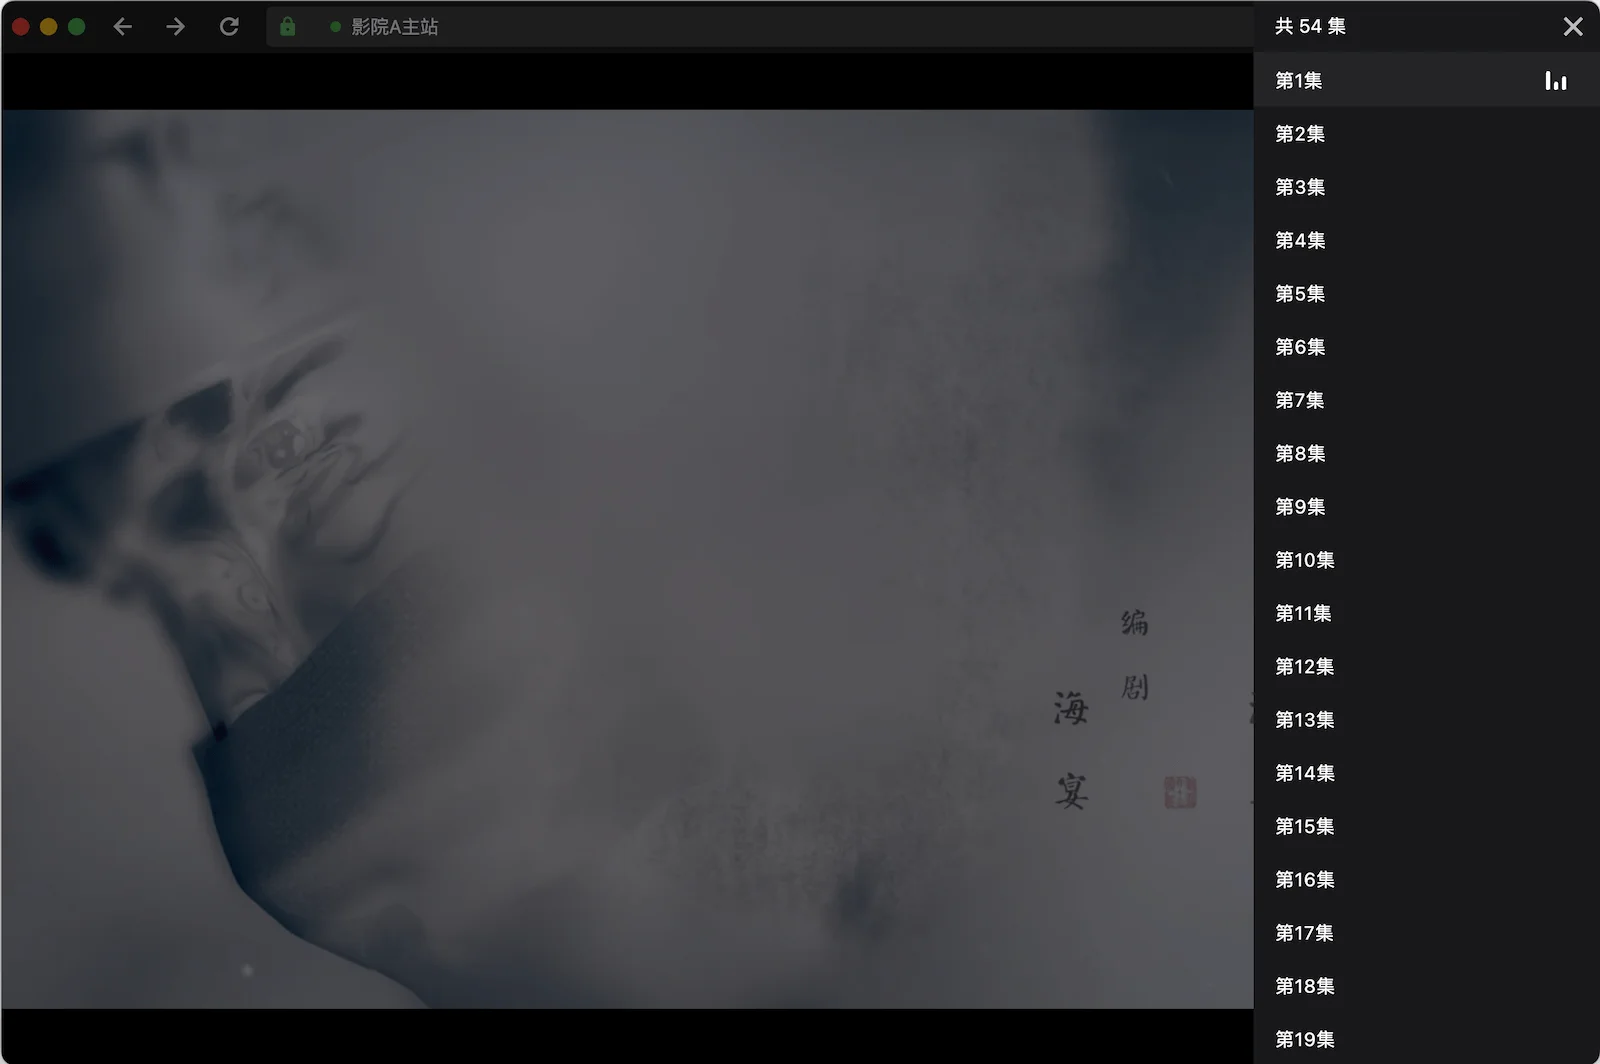 影院A主站
编剧
海宴
共 54 集
第1集
第2集
第3集
第4集
第5集
第6集
第7集
第8集
第9集
第10集
第11集
第12集
第13集
第14集
第15集
第16集
第17集
第18集
第19集